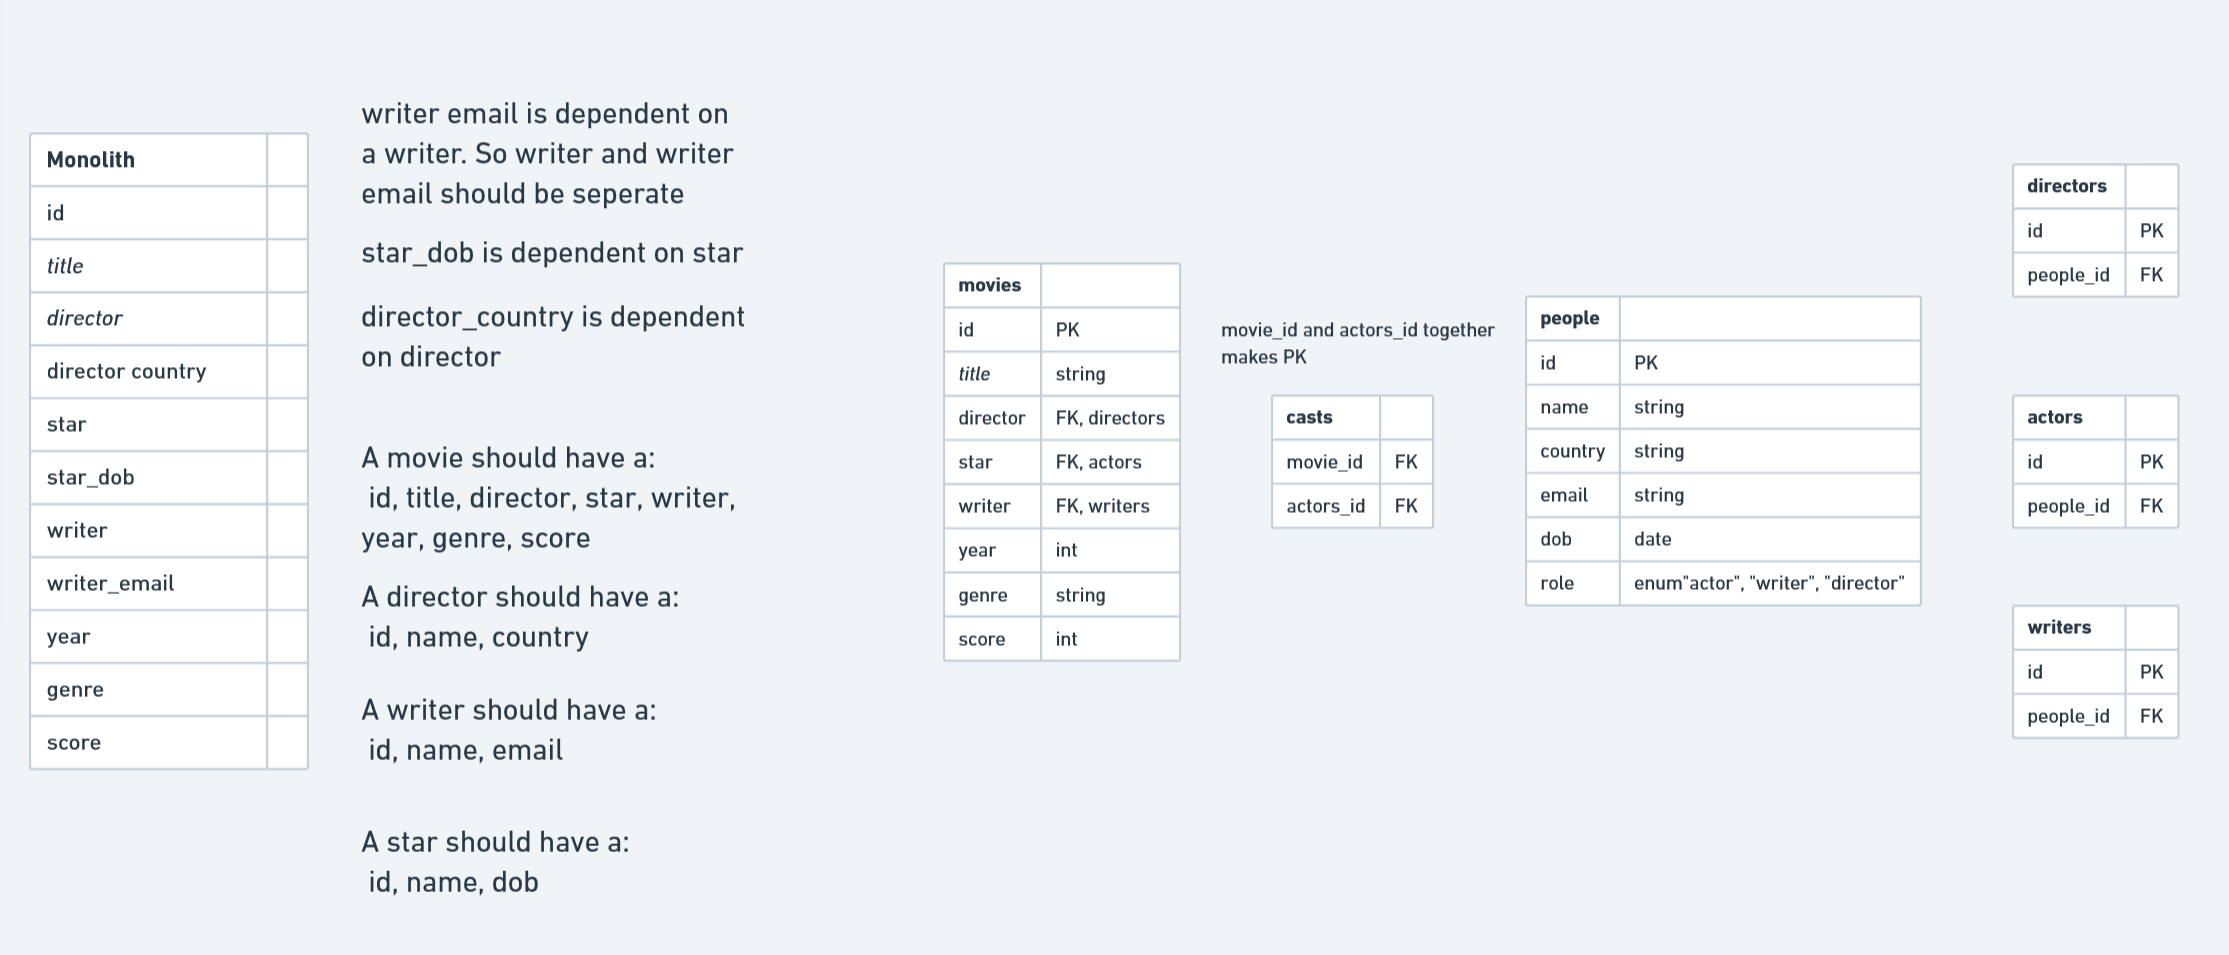 Monolith
id
title
director
director country
star
star_dob
writer
writer_email
year
genre
score
writer email is dependent on
a writer. So writer and writer
email should be seperate
star_dob is dependent on star
director_country is dependent
on director
A movie should have a:
id, title, director, star, writer,
year, genre, score
A director should have a:
id, name, country
A writer should have a:
id, name, email
A star should have a:
id, name, dob
movies
id PK
title string
director FK, directors
star FK, actors
writer FK, writers
year int
genre string
score int
movie_id and actors_id together
makes PK
casts
movie_id FK
actors_id FK
people
id PK
name string
country string
email string
dob date
role enum"actor", "writer", "director"
directors
id PK
people_id FK
actors
id PK
people_id FK
writers
id PK
people_id FK